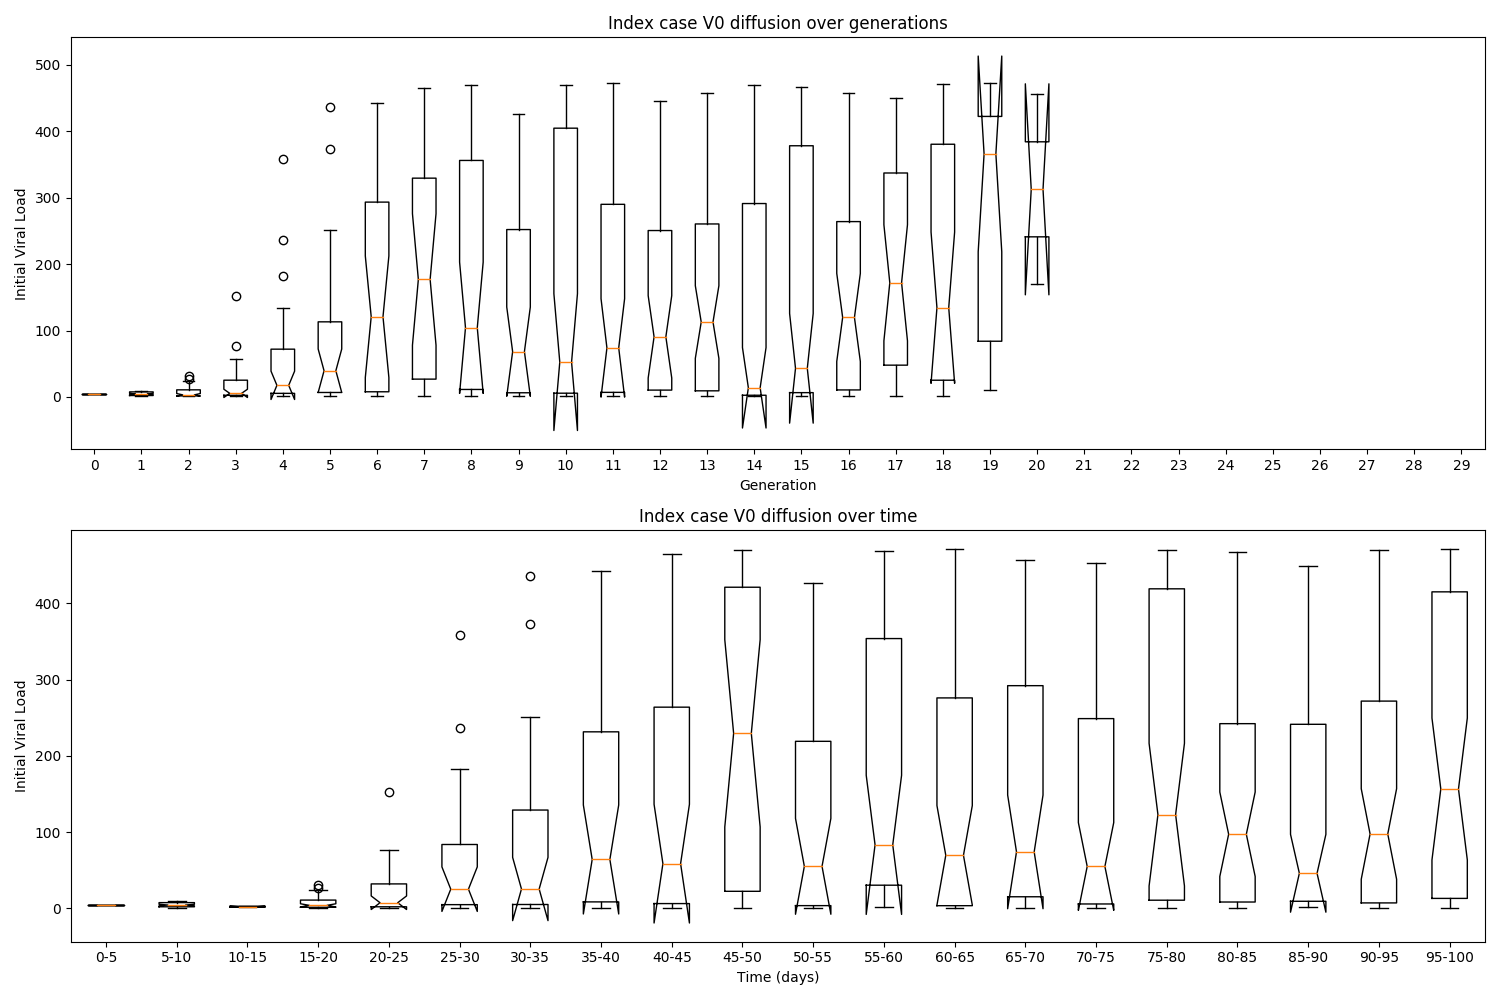 Index case V0 diffusion over generations
Initial Viral Load
500
400
300
200
100
0
0 1 2 3 4 5 6 7 8 9 10 11 12 13 14 15 16 17 18 19 20 21 22 23 24 25 26 27 28 29
Generation
Index case V0 diffusion over time
Initial Viral Load
400
300
200
100
0
0-5 5-10 10-15 15-20 20-25 25-30 30-35 35-40 40-45 45-50 50-55 55-60 60-65 65-70 70-75 75-80 80-85 85-90 90-95 95-100
Time (days)